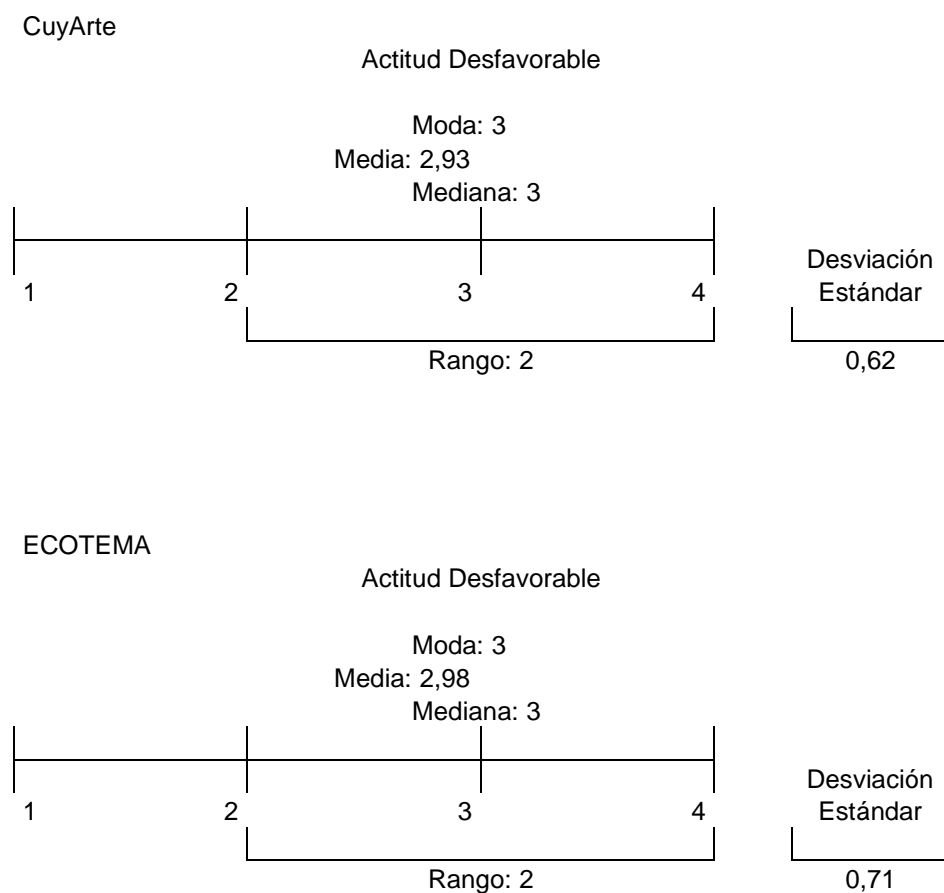 CuyArte
Actitud Desfavorable
Moda: 3
Media: 2,93
Mediana: 3
Desviación
1 2 3 4 Estándar
Rango: 2 0,62
ECOTEMA
Actitud Desfavorable
Moda: 3
Media: 2,98
Mediana: 3
Desviación
1 2 3 4 Estándar
Rango: 2 0,71